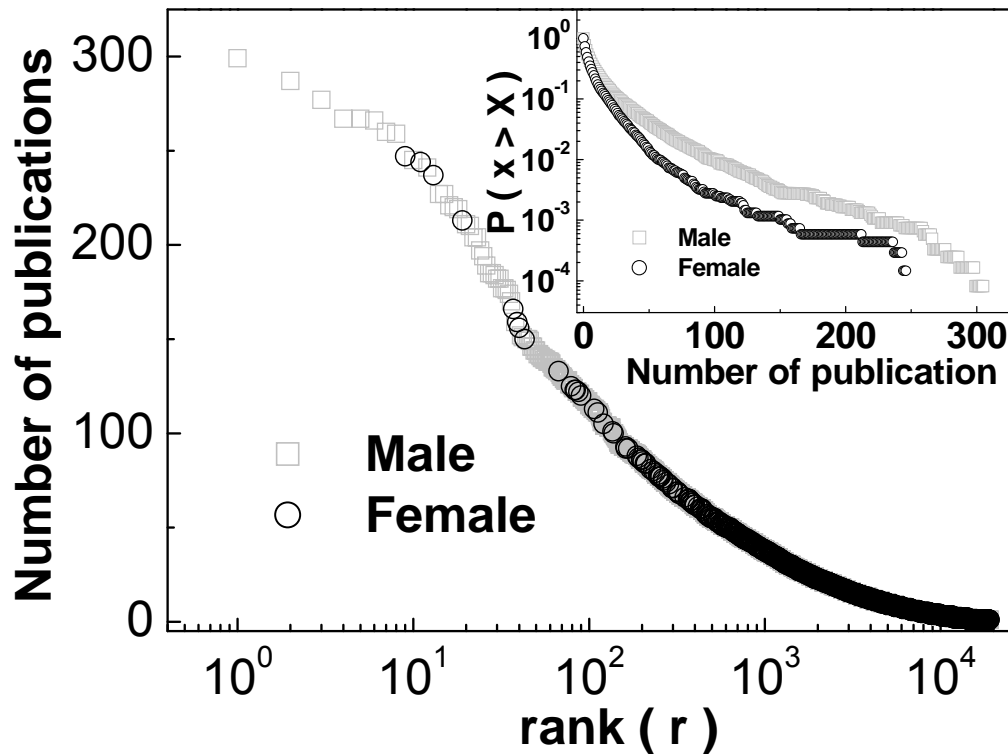 Number of publications
300
200
100
0
10^0
10^1
10^2
10^3
10^4
rank ( r )
Male
Female
P ( x > X )
10^0
10^-1
10^-2
10^-3
10^-4
Male
Female
0
100
200
300
Number of publication